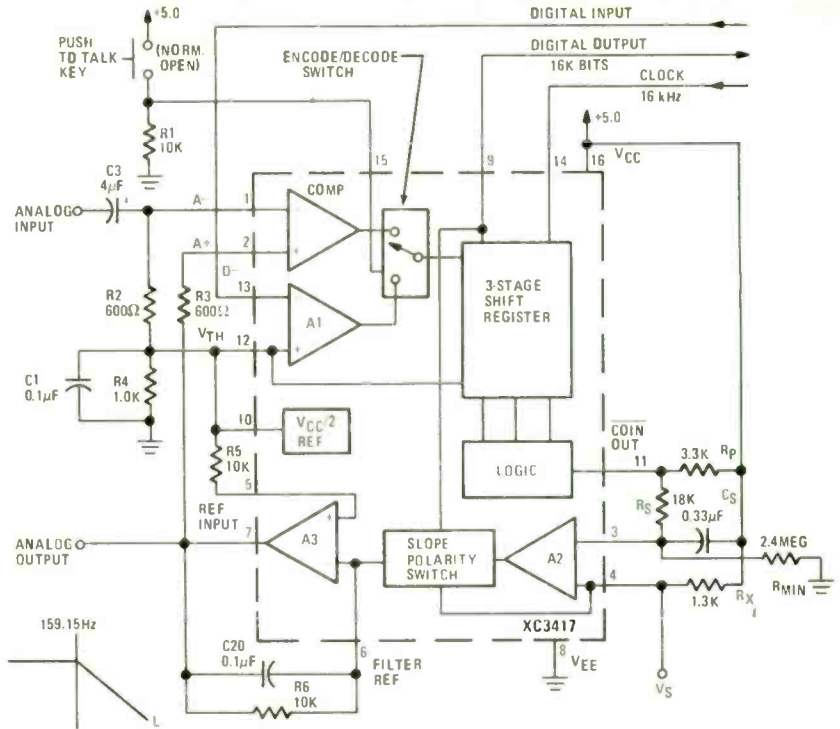 +5.0
PUSH
TO TALK
KEY
(NORM.
OPEN)
R1
10K
ENCODE/DECODE
SWITCH
DIGITAL INPUT
DIGITAL OUTPUT
16K BITS
CLOCK
16 kHz
+5.0
VCC
15
9
14
16
C3
4µF
+
ANALOG
INPUT
A-
1
COMP
-
A+
2
+
D-
13
A1
VTH
12
+
R2
600Ω
R3
600Ω
C1
0.1µF
R4
1.0K
3-STAGE
SHIFT
REGISTER
10
VCC/2
REF
R5
10K
5
LOGIC
COIN
OUT
11
RP
3.3K
RS
18K
CS
0.33µF
2.4MEG
RMIN
REF
INPUT
7
A3
+
-
ANALOG
OUTPUT
SLOPE
POLARITY
SWITCH
A2
3
4
1.3K
RX
XC3417
VS
8
VEE
6
FILTER
REF
C20
0.1µF
R6
10K
159.15Hz
L